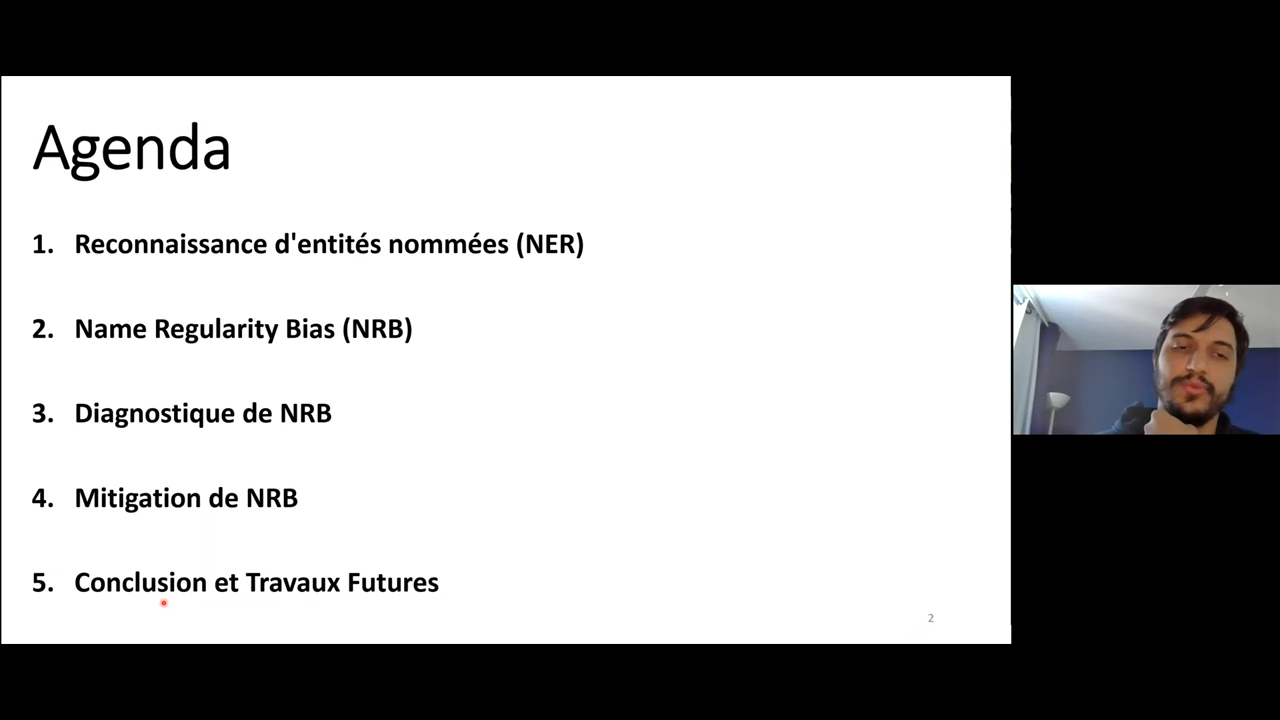 Agenda
1. Reconnaissance d'entités nommées (NER)
2. Name Regularity Bias (NRB)
3. Diagnostique de NRB
4. Mitigation de NRB
5. Conclusion et Travaux Futures
2